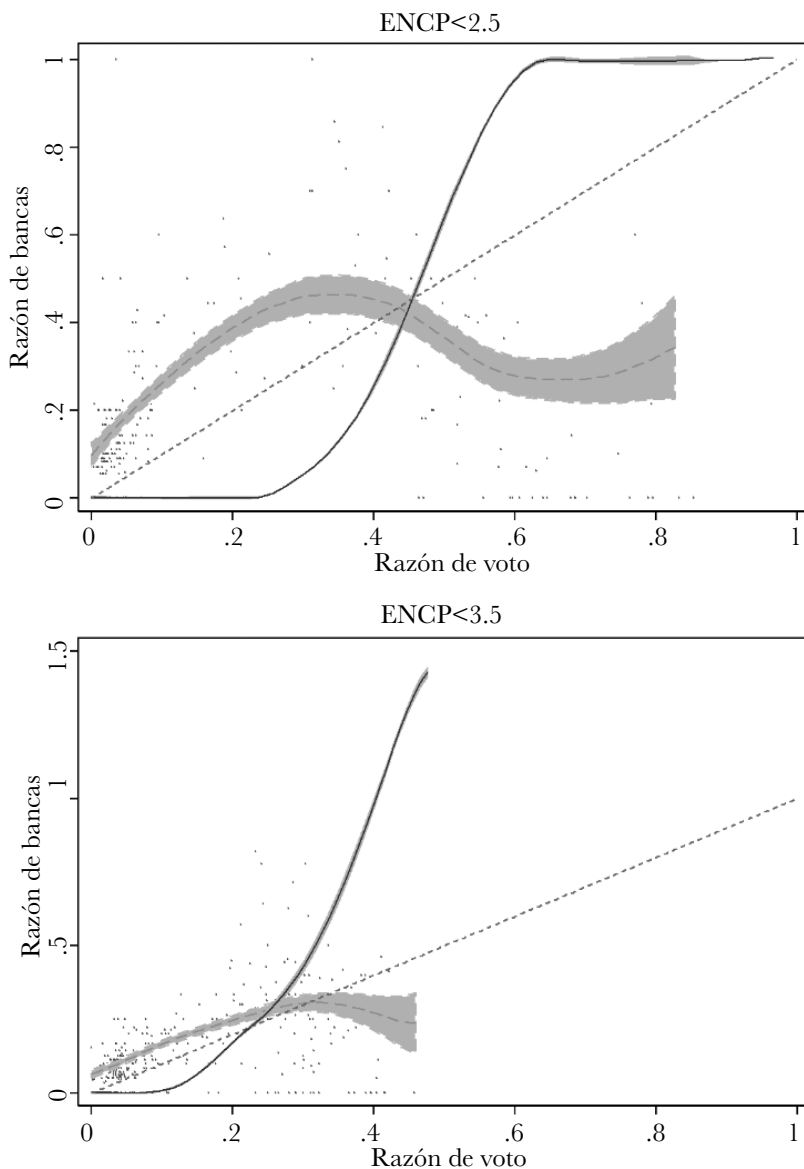 ENCP<2.5
Razón de bancas
1
.8
.6
.4
.2
0
0 .2 .4 .6 .8 1
Razón de voto
ENCP<3.5
Razón de bancas
1.5
1
.5
0
0 .2 .4 .6 .8 1
Razón de voto